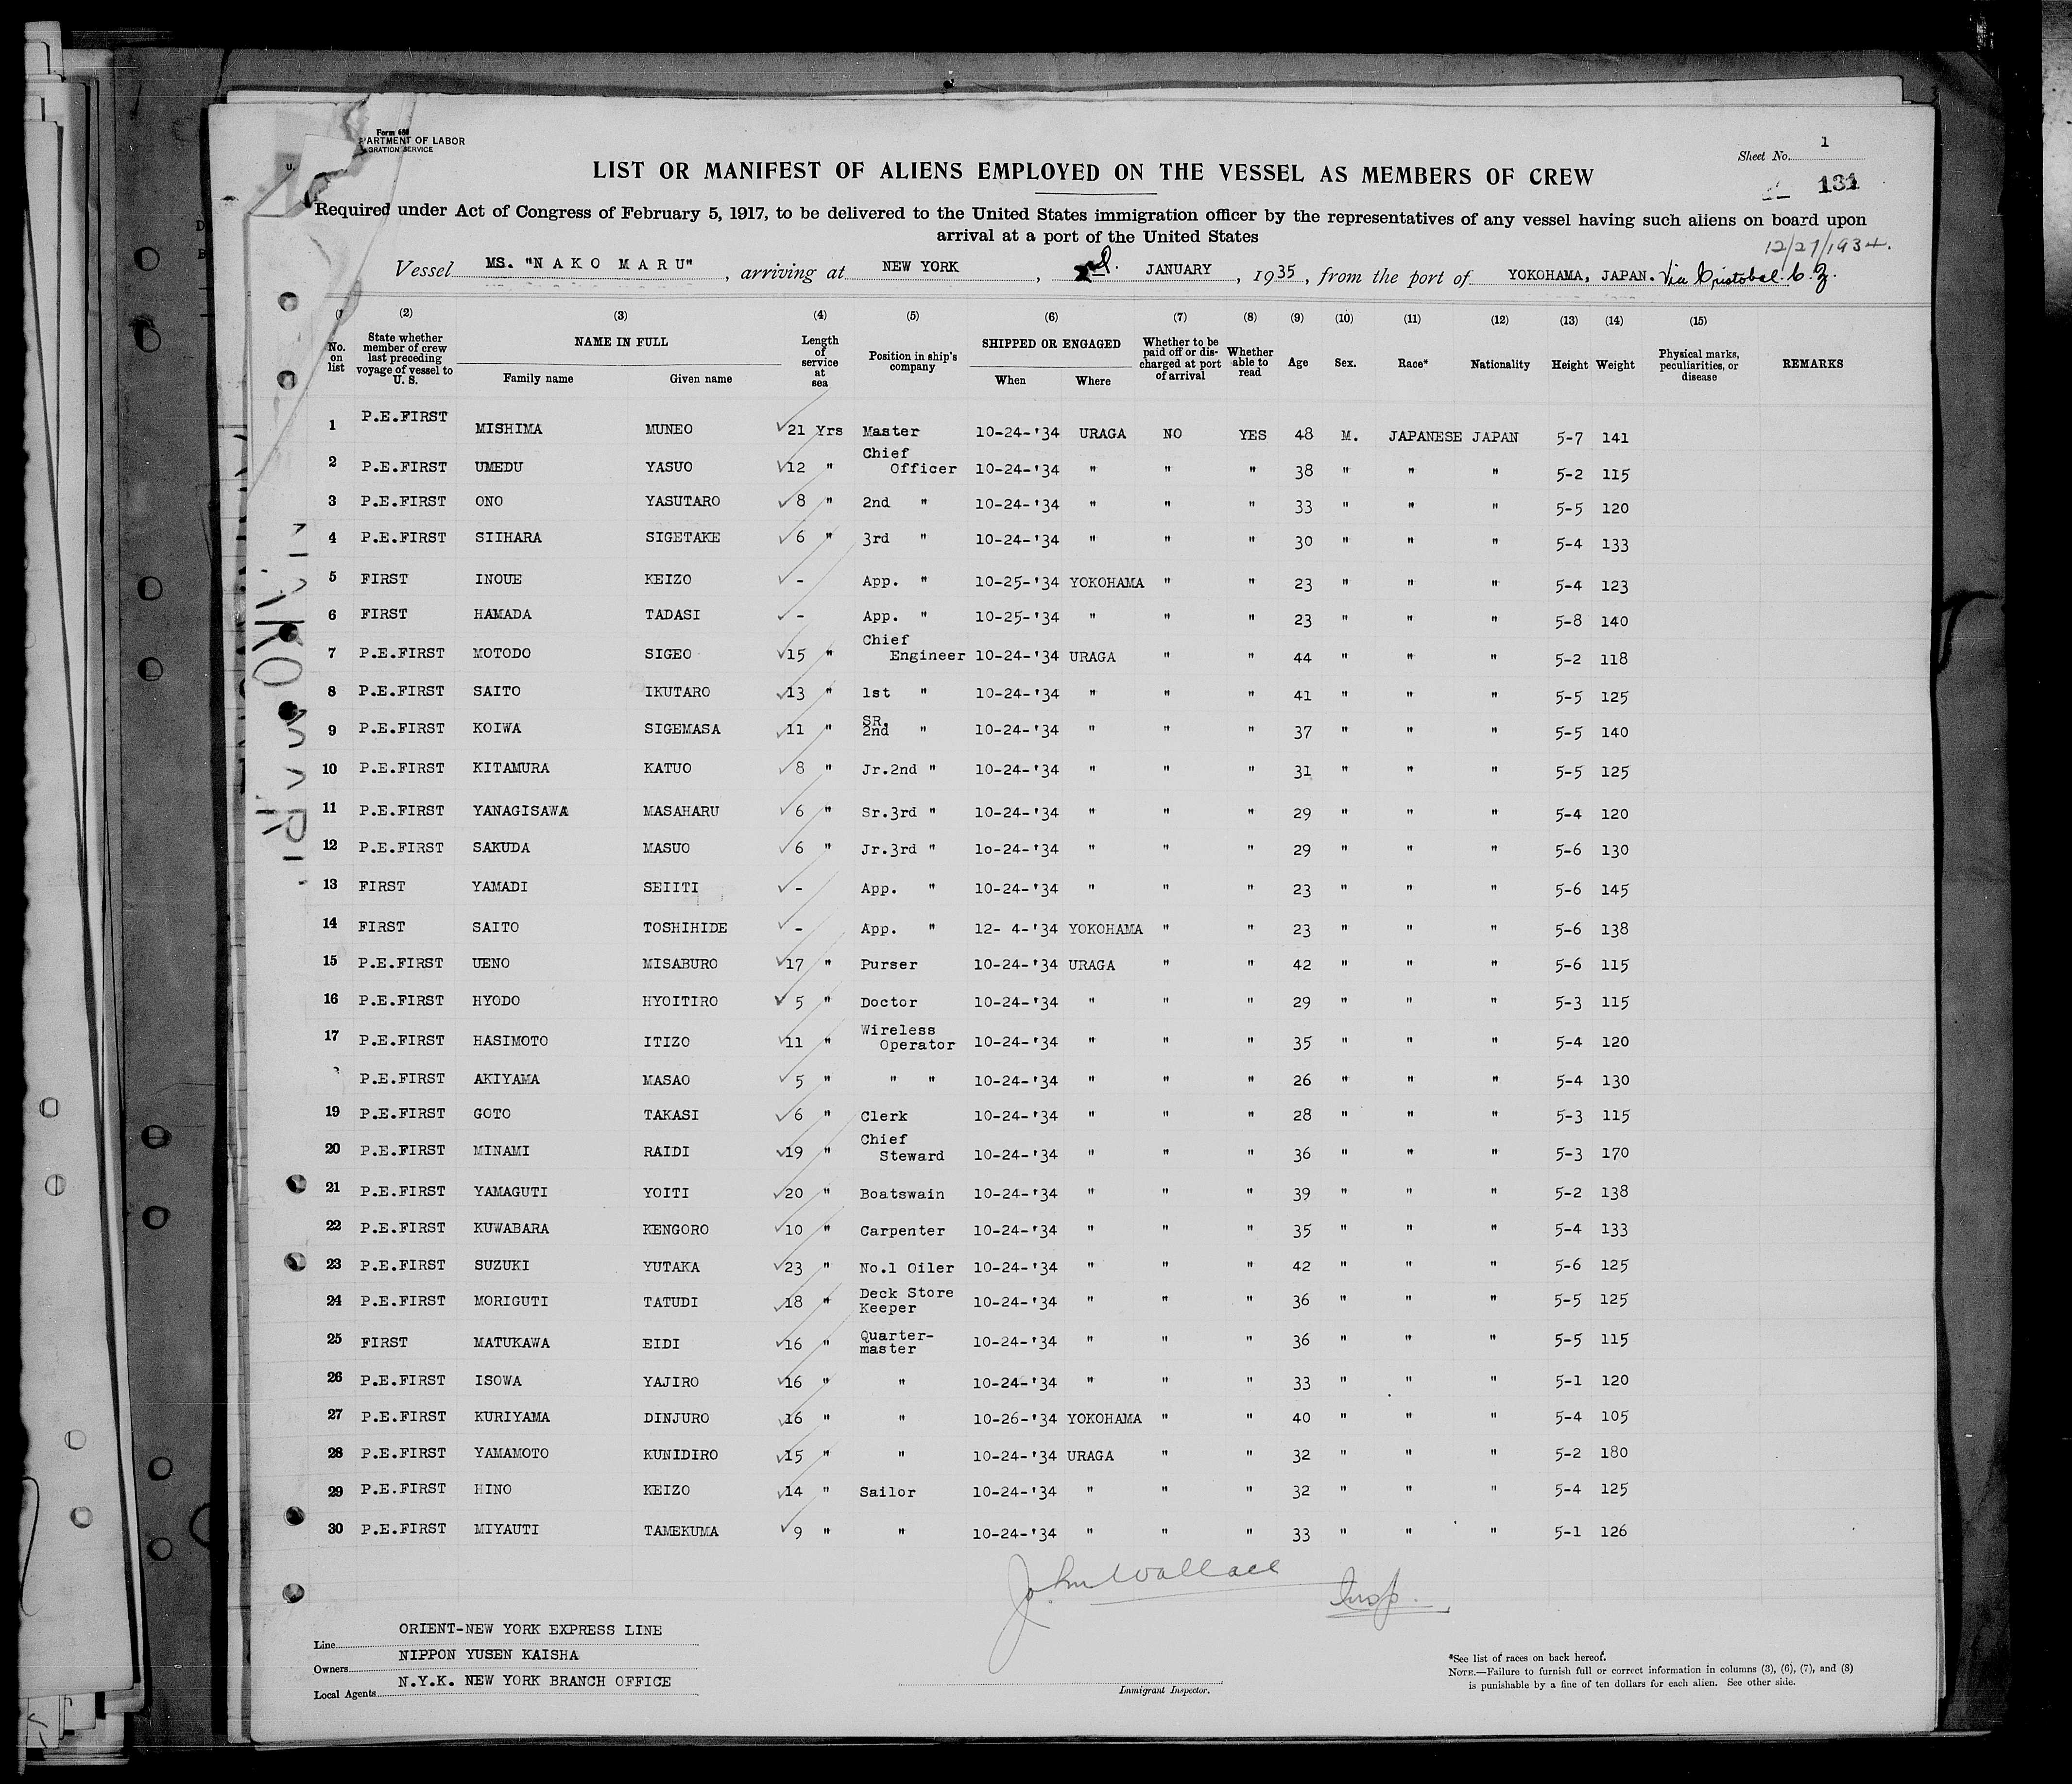 Form 680
U. PARTMENT OF LABOR
GRATION SERVICE
Sheet No. 1
131
LIST OR MANIFEST OF ALIENS EMPLOYED ON THE VESSEL AS MEMBERS OF CREW
Required under Act of Congress of February 5, 1917, to be delivered to the United States immigration officer by the representatives of any vessel having such aliens on board upon
arrival at a port of the United States
12/27/1934.
Vessel MS. "NAKO MARU", arriving at NEW YORK, 2nd. JANUARY, 1935, from the port of YOKOHAMA, JAPAN. Via Cristobal. C.Z.
(1 (2) (3) (4) (5) (6) (7) (8) (9) (10) (11) (12) (13) (14) (15)
No. on list State whether member of crew last preceding voyage of vessel to U. S. NAME IN FULL Family name Given name Length of service at sea Position in ship's company SHIPPED OR ENGAGED When Where Whether to be paid off or discharged at port of arrival Whether able to read Age Sex. Race* Nationality Height Weight Physical marks, peculiarities, or disease REMARKS
1 P.E.FIRST MISHIMA MUNEO 21 Yrs Master 10-24-'34 URAGA NO YES 48 M. JAPANESE JAPAN 5-7 141
2 P.E.FIRST UMEDU YASUO 12 " Chief Officer 10-24-'34 " " " 38 " " " 5-2 115
3 P.E.FIRST ONO YASUTARO 8 " 2nd " 10-24-'34 " " " 33 " " " 5-5 120
4 P.E.FIRST SIIHARA SIGETAKE 6 " 3rd " 10-24-'34 " " " 30 " " " 5-4 133
5 FIRST INOUE KEIZO - App. " 10-25-'34 YOKOHAMA " " 23 " " " 5-4 123
6 FIRST HAMADA TADASI - App. " 10-25-'34 " " " 23 " " " 5-8 140
7 P.E.FIRST MOTODO SIGEO 15 " Chief Engineer 10-24-'34 URAGA " " 44 " " " 5-2 118
8 P.E.FIRST SAITO IKUTARO 13 " 1st " 10-24-'34 " " " 41 " " " 5-5 125
9 P.E.FIRST KOIWA SIGEMASA 11 " SR. 2nd " 10-24-'34 " " " 37 " " " 5-5 140
10 P.E.FIRST KITAMURA KATUO 8 " Jr.2nd " 10-24-'34 " " " 31 " " " 5-5 125
11 P.E.FIRST YANAGISAWA MASAHARU 6 " Sr.3rd " 10-24-'34 " " " 29 " " " 5-4 120
12 P.E.FIRST SAKUDA MASUO 6 " Jr.3rd " 1o-24-'34 " " " 29 " " " 5-6 130
13 FIRST YAMADI SEIITI - App. " 10-24-'34 " " " 23 " " " 5-6 145
14 FIRST SAITO TOSHIHIDE - App. " 12- 4-'34 YOKOHAMA " " 23 " " " 5-6 138
15 P.E.FIRST UENO MISABURO 17 " Purser 10-24-'34 URAGA " " 42 " " " 5-6 115
16 P.E.FIRST HYODO HYOITIRO 5 " Doctor 10-24-'34 " " " 29 " " " 5-3 115
17 P.E.FIRST HASIMOTO ITIZO 11 " Wireless Operator 10-24-'34 " " " 35 " " " 5-4 120
P.E.FIRST AKIYAMA MASAO 5 " " " 10-24-'34 " " " 26 " " " 5-4 130
19 P.E.FIRST GOTO TAKASI 6 " Clerk 10-24-'34 " " " 28 " " " 5-3 115
20 P.E.FIRST MINAMI RAIDI 19 " Chief Steward 10-24-'34 " " " 36 " " " 5-3 170
21 P.E.FIRST YAMAGUTI YOITI 20 " Boatswain 10-24-'34 " " " 39 " " " 5-2 138
22 P.E.FIRST KUWABARA KENGORO 10 " Carpenter 10-24-'34 " " " 35 " " " 5-4 133
23 P.E.FIRST SUZUKI YUTAKA 23 " No.1 Oiler 10-24-'34 " " " 42 " " " 5-6 125
24 P.E.FIRST MORIGUTI TATUDI 18 " Deck Store Keeper 10-24-'34 " " " 36 " " " 5-5 125
25 FIRST MATUKAWA EIDI 16 " Quarter-master 10-24-'34 " " " 36 " " " 5-5 115
26 P.E.FIRST ISOWA YAJIRO 16 " " 10-24-'34 " " " 33 " " " 5-1 120
27 P.E.FIRST KURIYAMA DINJURO 16 " " 10-26-'34 YOKOHAMA " " 40 " " " 5-4 105
28 P.E.FIRST YAMAMOTO KUNIDIRO 15 " " 10-24-'34 URAGA " " 32 " " " 5-2 180
29 P.E.FIRST HINO KEIZO 14 " Sailor 10-24-'34 " " " 32 " " " 5-4 125
30 P.E.FIRST MIYAUTI TAMEKUMA 9 " " 10-24-'34 " " " 33 " " " 5-1 126
John Wallace Insp.
Line ORIENT-NEW YORK EXPRESS LINE
Owners NIPPON YUSEN KAISHA
Local Agents N.Y.K. NEW YORK BRANCH OFFICE
Immigrant Inspector.
*See list of races on back hereof.
NOTE.—Failure to furnish full or correct information in columns (3), (6), (7), and (8)
is punishable by a fine of ten dollars for each alien. See other side.